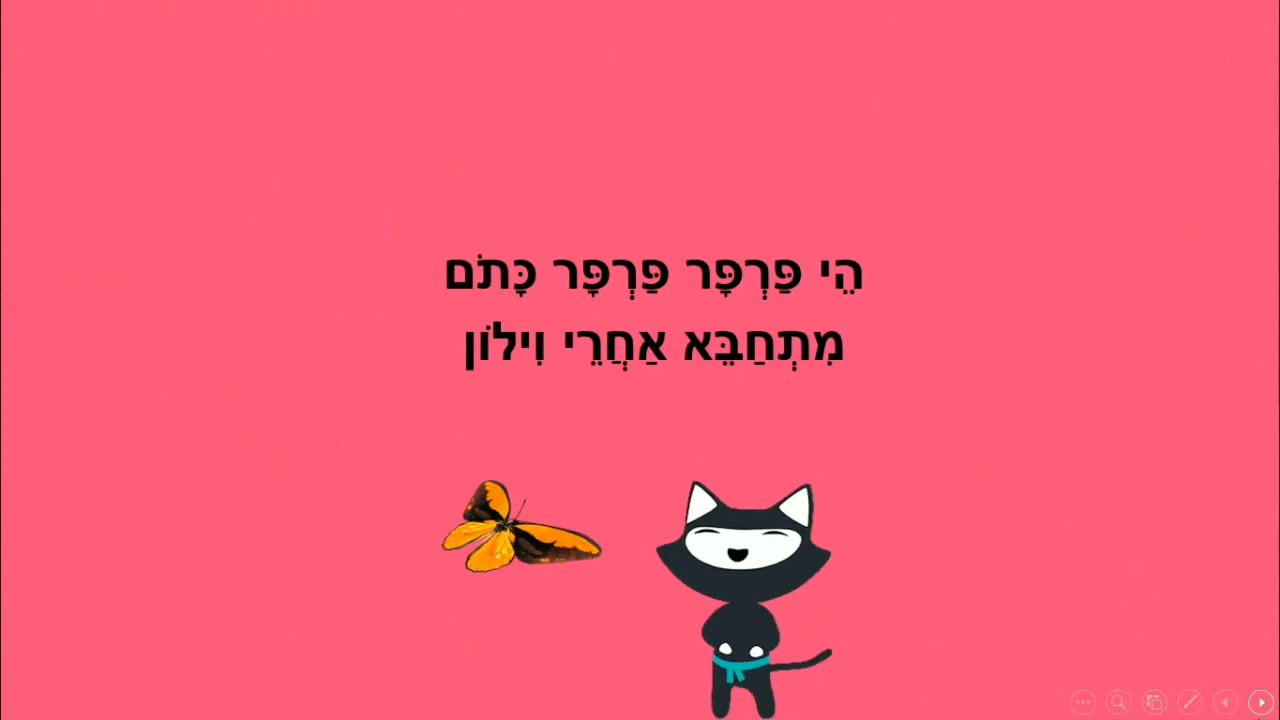 הֵי פַּרְפָּר פַּרְפָּר כָּתֹם
מִתְחַבֵּא אַחֲרֵי וִילוֹן